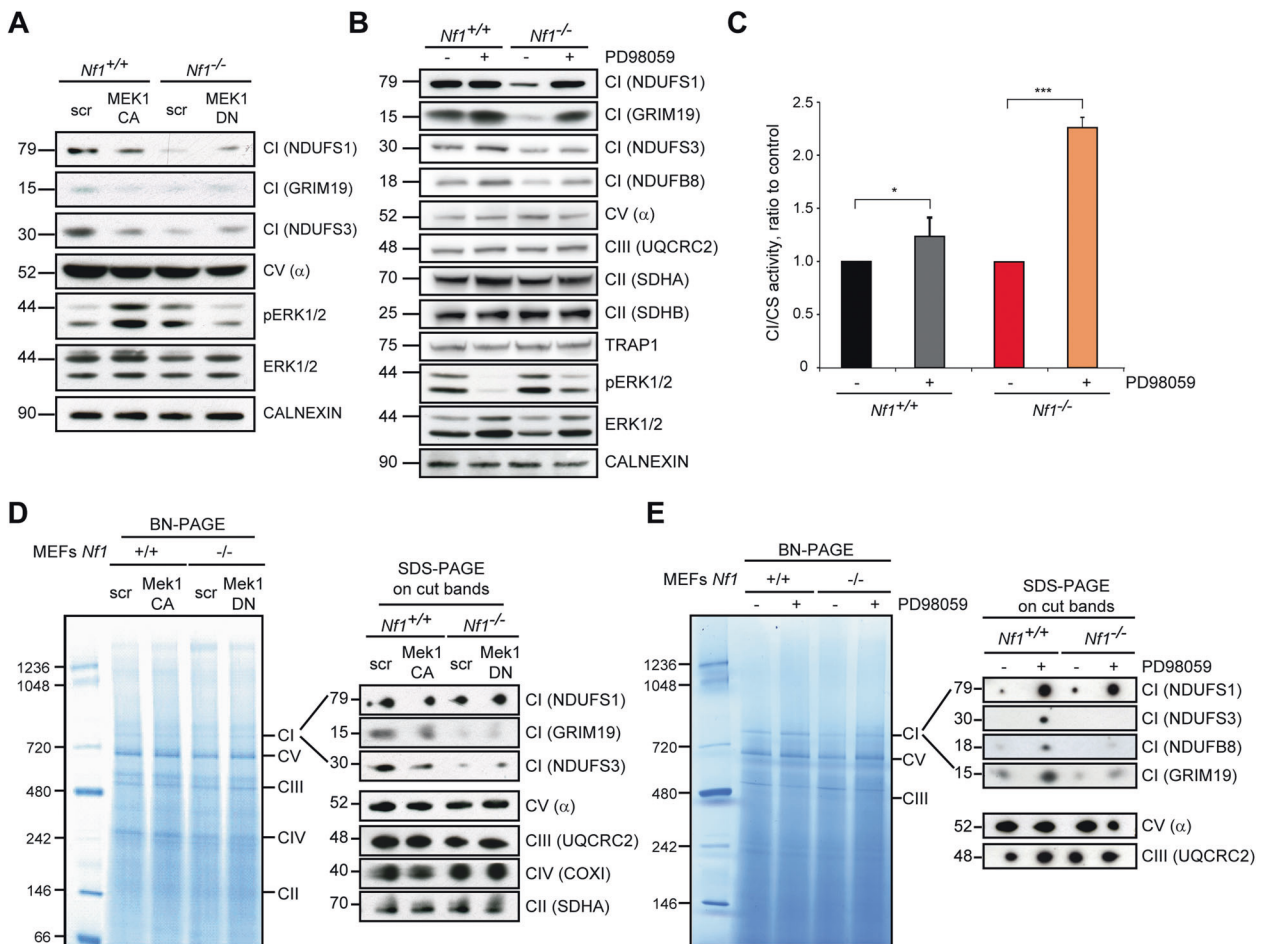 A
Nf1+/+ Nf1-/-
scr MEK1 CA scr MEK1 DN
79 CI (NDUFS1)
15 CI (GRIM19)
30 CI (NDUFS3)
52 CV (α)
44 pERK1/2
44 ERK1/2
90 CALNEXIN
B
Nf1+/+ Nf1-/-
- + - + PD98059
79 CI (NDUFS1)
15 CI (GRIM19)
30 CI (NDUFS3)
18 CI (NDUFB8)
52 CV (α)
48 CIII (UQCRC2)
70 CII (SDHA)
25 CII (SDHB)
75 TRAP1
44 pERK1/2
44 ERK1/2
90 CALNEXIN
C
CI/CS activity, ratio to control
2.5
2.0
1.5
1.0
0.5
0
* ***
- + - + PD98059
Nf1+/+ Nf1-/-
D
BN-PAGE
MEFs Nf1 +/+ -/-
scr Mek1 CA scr Mek1 DN
1236
1048
720
480
242
146
66
CI
CV
CIII
CIV
CII
SDS-PAGE
on cut bands
Nf1+/+ Nf1-/-
scr Mek1 CA scr Mek1 DN
79 CI (NDUFS1)
15 CI (GRIM19)
30 CI (NDUFS3)
52 CV (α)
48 CIII (UQCRC2)
40 CIV (COXI)
70 CII (SDHA)
E
BN-PAGE
MEFs Nf1 +/+ -/-
- + - + PD98059
1236
1048
720
480
242
146
CI
CV
CIII
SDS-PAGE
on cut bands
Nf1+/+ Nf1-/-
- + - + PD98059
79 CI (NDUFS1)
30 CI (NDUFS3)
18 CI (NDUFB8)
15 CI (GRIM19)
52 CV (α)
48 CIII (UQCRC2)